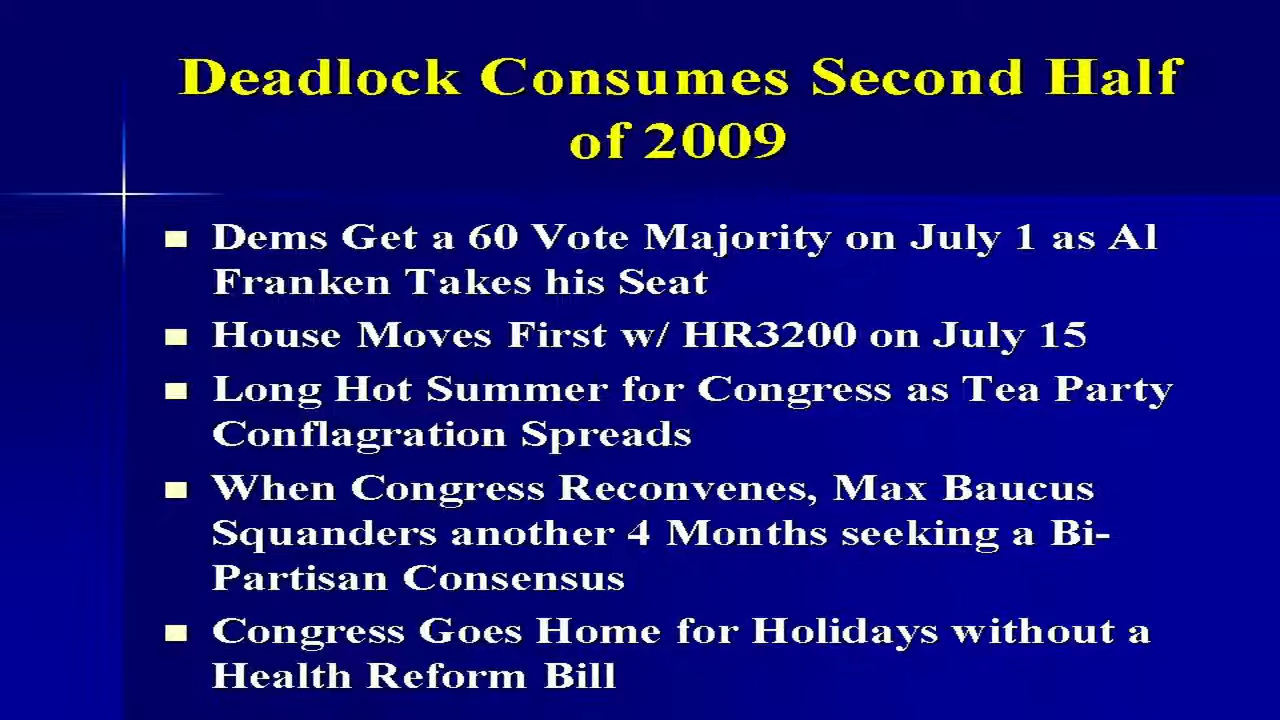 Deadlock Consumes Second Half
of 2009
Dems Get a 60 Vote Majority on July 1 as Al
Franken Takes his Seat
House Moves First w/ HR3200 on July 15
Long Hot Summer for Congress as Tea Party
Conflagration Spreads
When Congress Reconvenes, Max Baucus
Squanders another 4 Months seeking a Bi-
Partisan Consensus
Congress Goes Home for Holidays without a
Health Reform Bill